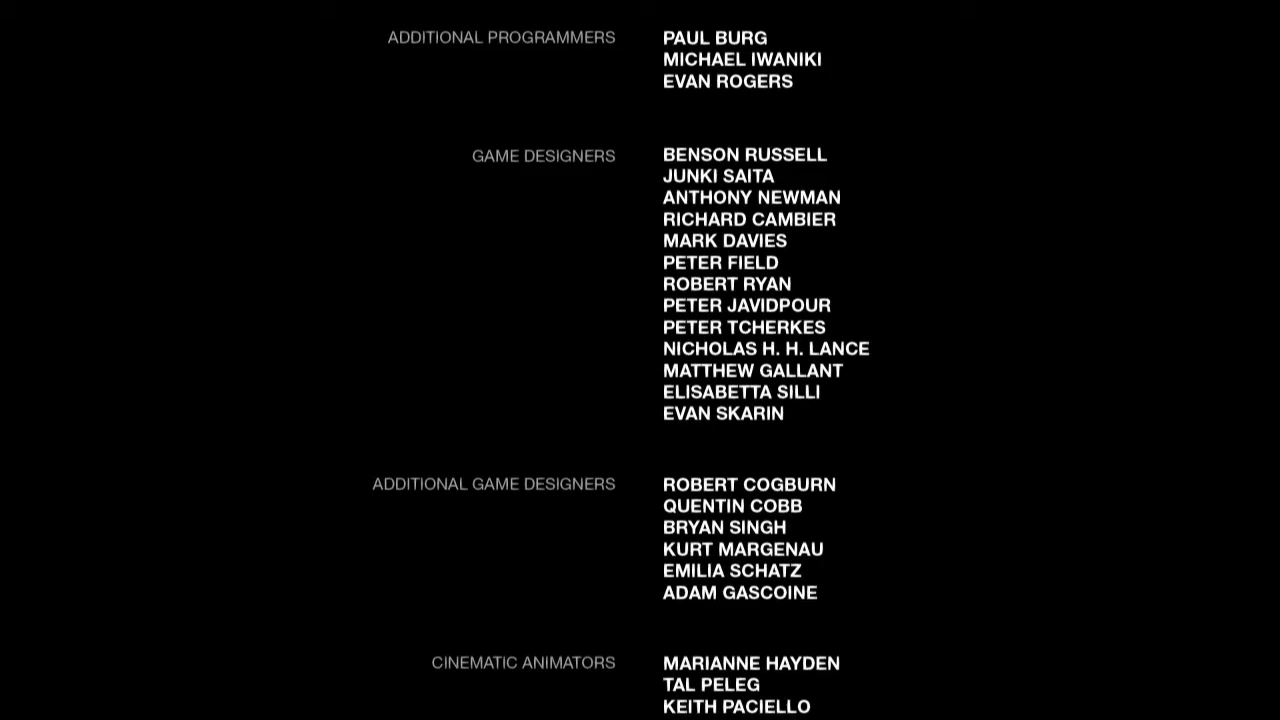 ADDITIONAL PROGRAMMERS PAUL BURG
MICHAEL IWANIKI
EVAN ROGERS
GAME DESIGNERS BENSON RUSSELL
JUNKI SAITA
ANTHONY NEWMAN
RICHARD CAMBIER
MARK DAVIES
PETER FIELD
ROBERT RYAN
PETER JAVIDPOUR
PETER TCHERKES
NICHOLAS H. H. LANCE
MATTHEW GALLANT
ELISABETTA SILLI
EVAN SKARIN
ADDITIONAL GAME DESIGNERS ROBERT COGBURN
QUENTIN COBB
BRYAN SINGH
KURT MARGENAU
EMILIA SCHATZ
ADAM GASCOINE
CINEMATIC ANIMATORS MARIANNE HAYDEN
TAL PELEG
KEITH PACIELLO